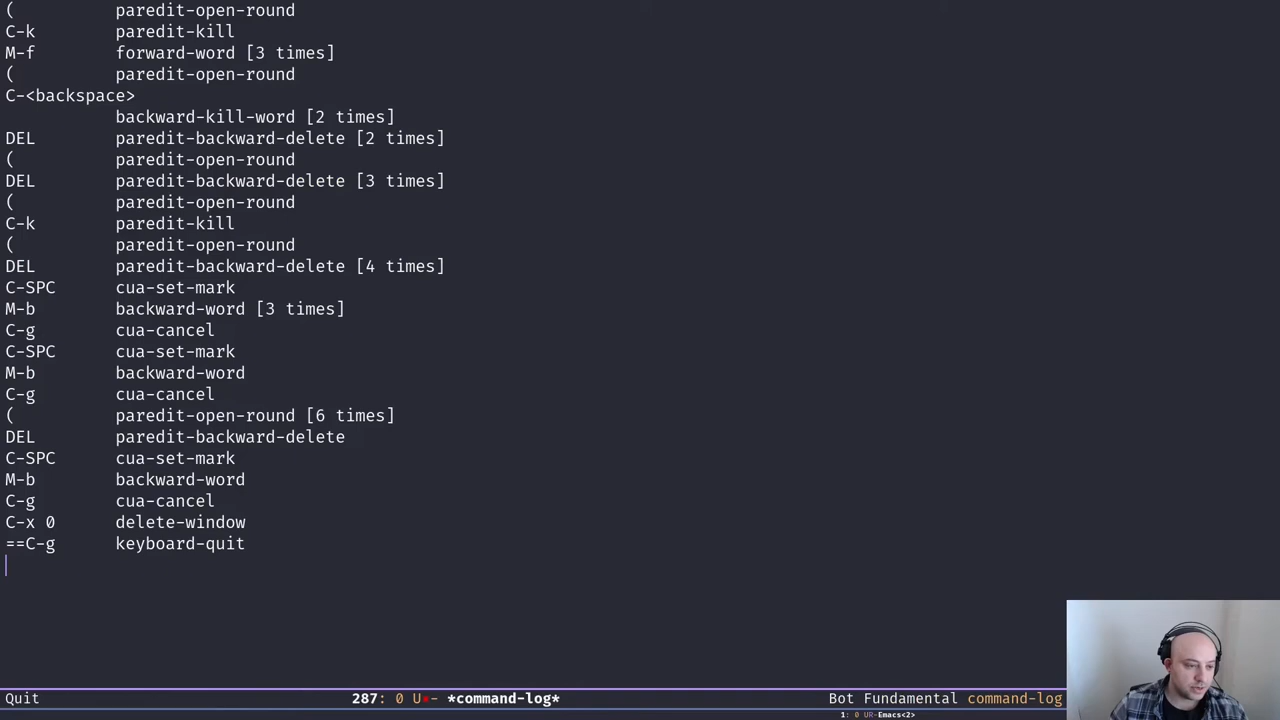 ( paredit-open-round
C-k paredit-kill
M-f forward-word [3 times]
( paredit-open-round
C-<backspace>
backward-kill-word [2 times]
DEL paredit-backward-delete [2 times]
( paredit-open-round
DEL paredit-backward-delete [3 times]
( paredit-open-round
C-k paredit-kill
( paredit-open-round
DEL paredit-backward-delete [4 times]
C-SPC cua-set-mark
M-b backward-word [3 times]
C-g cua-cancel
C-SPC cua-set-mark
M-b backward-word
C-g cua-cancel
( paredit-open-round [6 times]
DEL paredit-backward-delete
C-SPC cua-set-mark
M-b backward-word
C-g cua-cancel
C-x 0 delete-window
==C-g keyboard-quit
Quit 287: 0 U•- *command-log* Bot Fundamental command-log
1: 0 UR-Emacs<2>